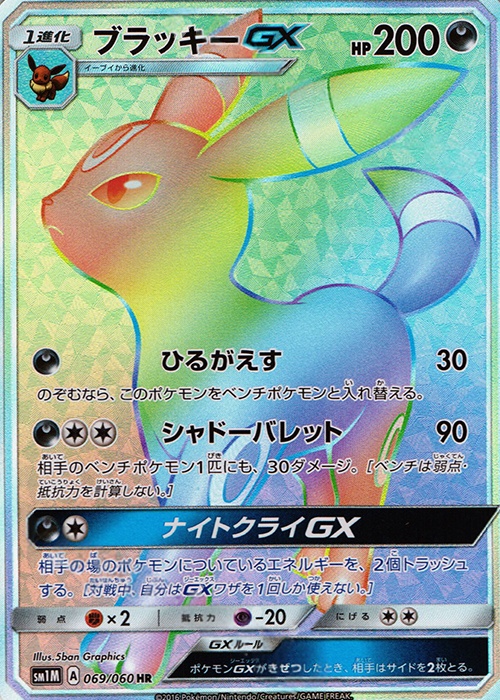 1進化 ブラッキーGX HP200
イーブイから進化
ひるがえす 30
のぞむなら、このポケモンをベンチポケモンと入れ替える。
シャドーバレット 90
相手のベンチポケモン1匹にも、30ダメージ。[ベンチは弱点・
抵抗力を計算しない。]
ナイトクライGX
相手の場のポケモンについているエネルギーを、2個トラッシュ
する。[対戦中、自分はGXワザを1回しか使えない。]
弱点 ×2 抵抗力 -20 にげる
Illus.5ban Graphics
GXルール
SM1M A 069/060 HR
ポケモンGXがきぜつしたとき、相手はサイドを2枚とる。
©2016 Pokémon/Nintendo/Creatures/GAME FREAK.